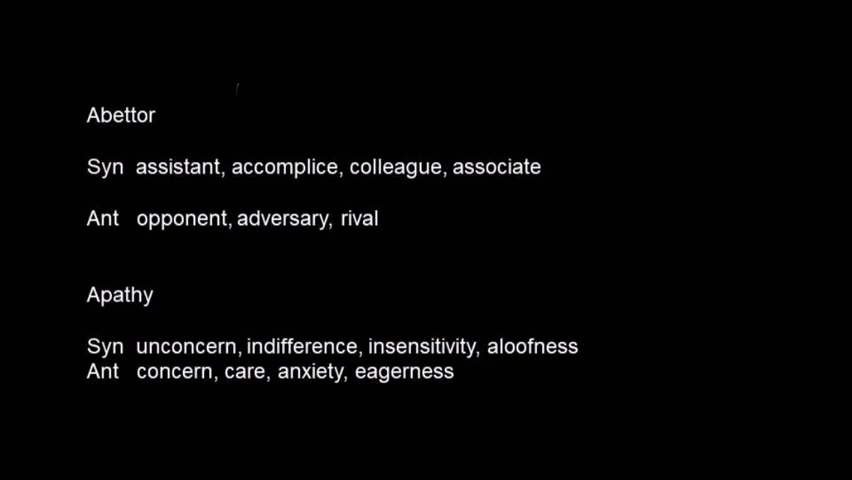 Abettor
Syn assistant, accomplice, colleague, associate
Ant opponent, adversary, rival
Apathy
Syn unconcern, indifference, insensitivity, aloofness
Ant concern, care, anxiety, eagerness